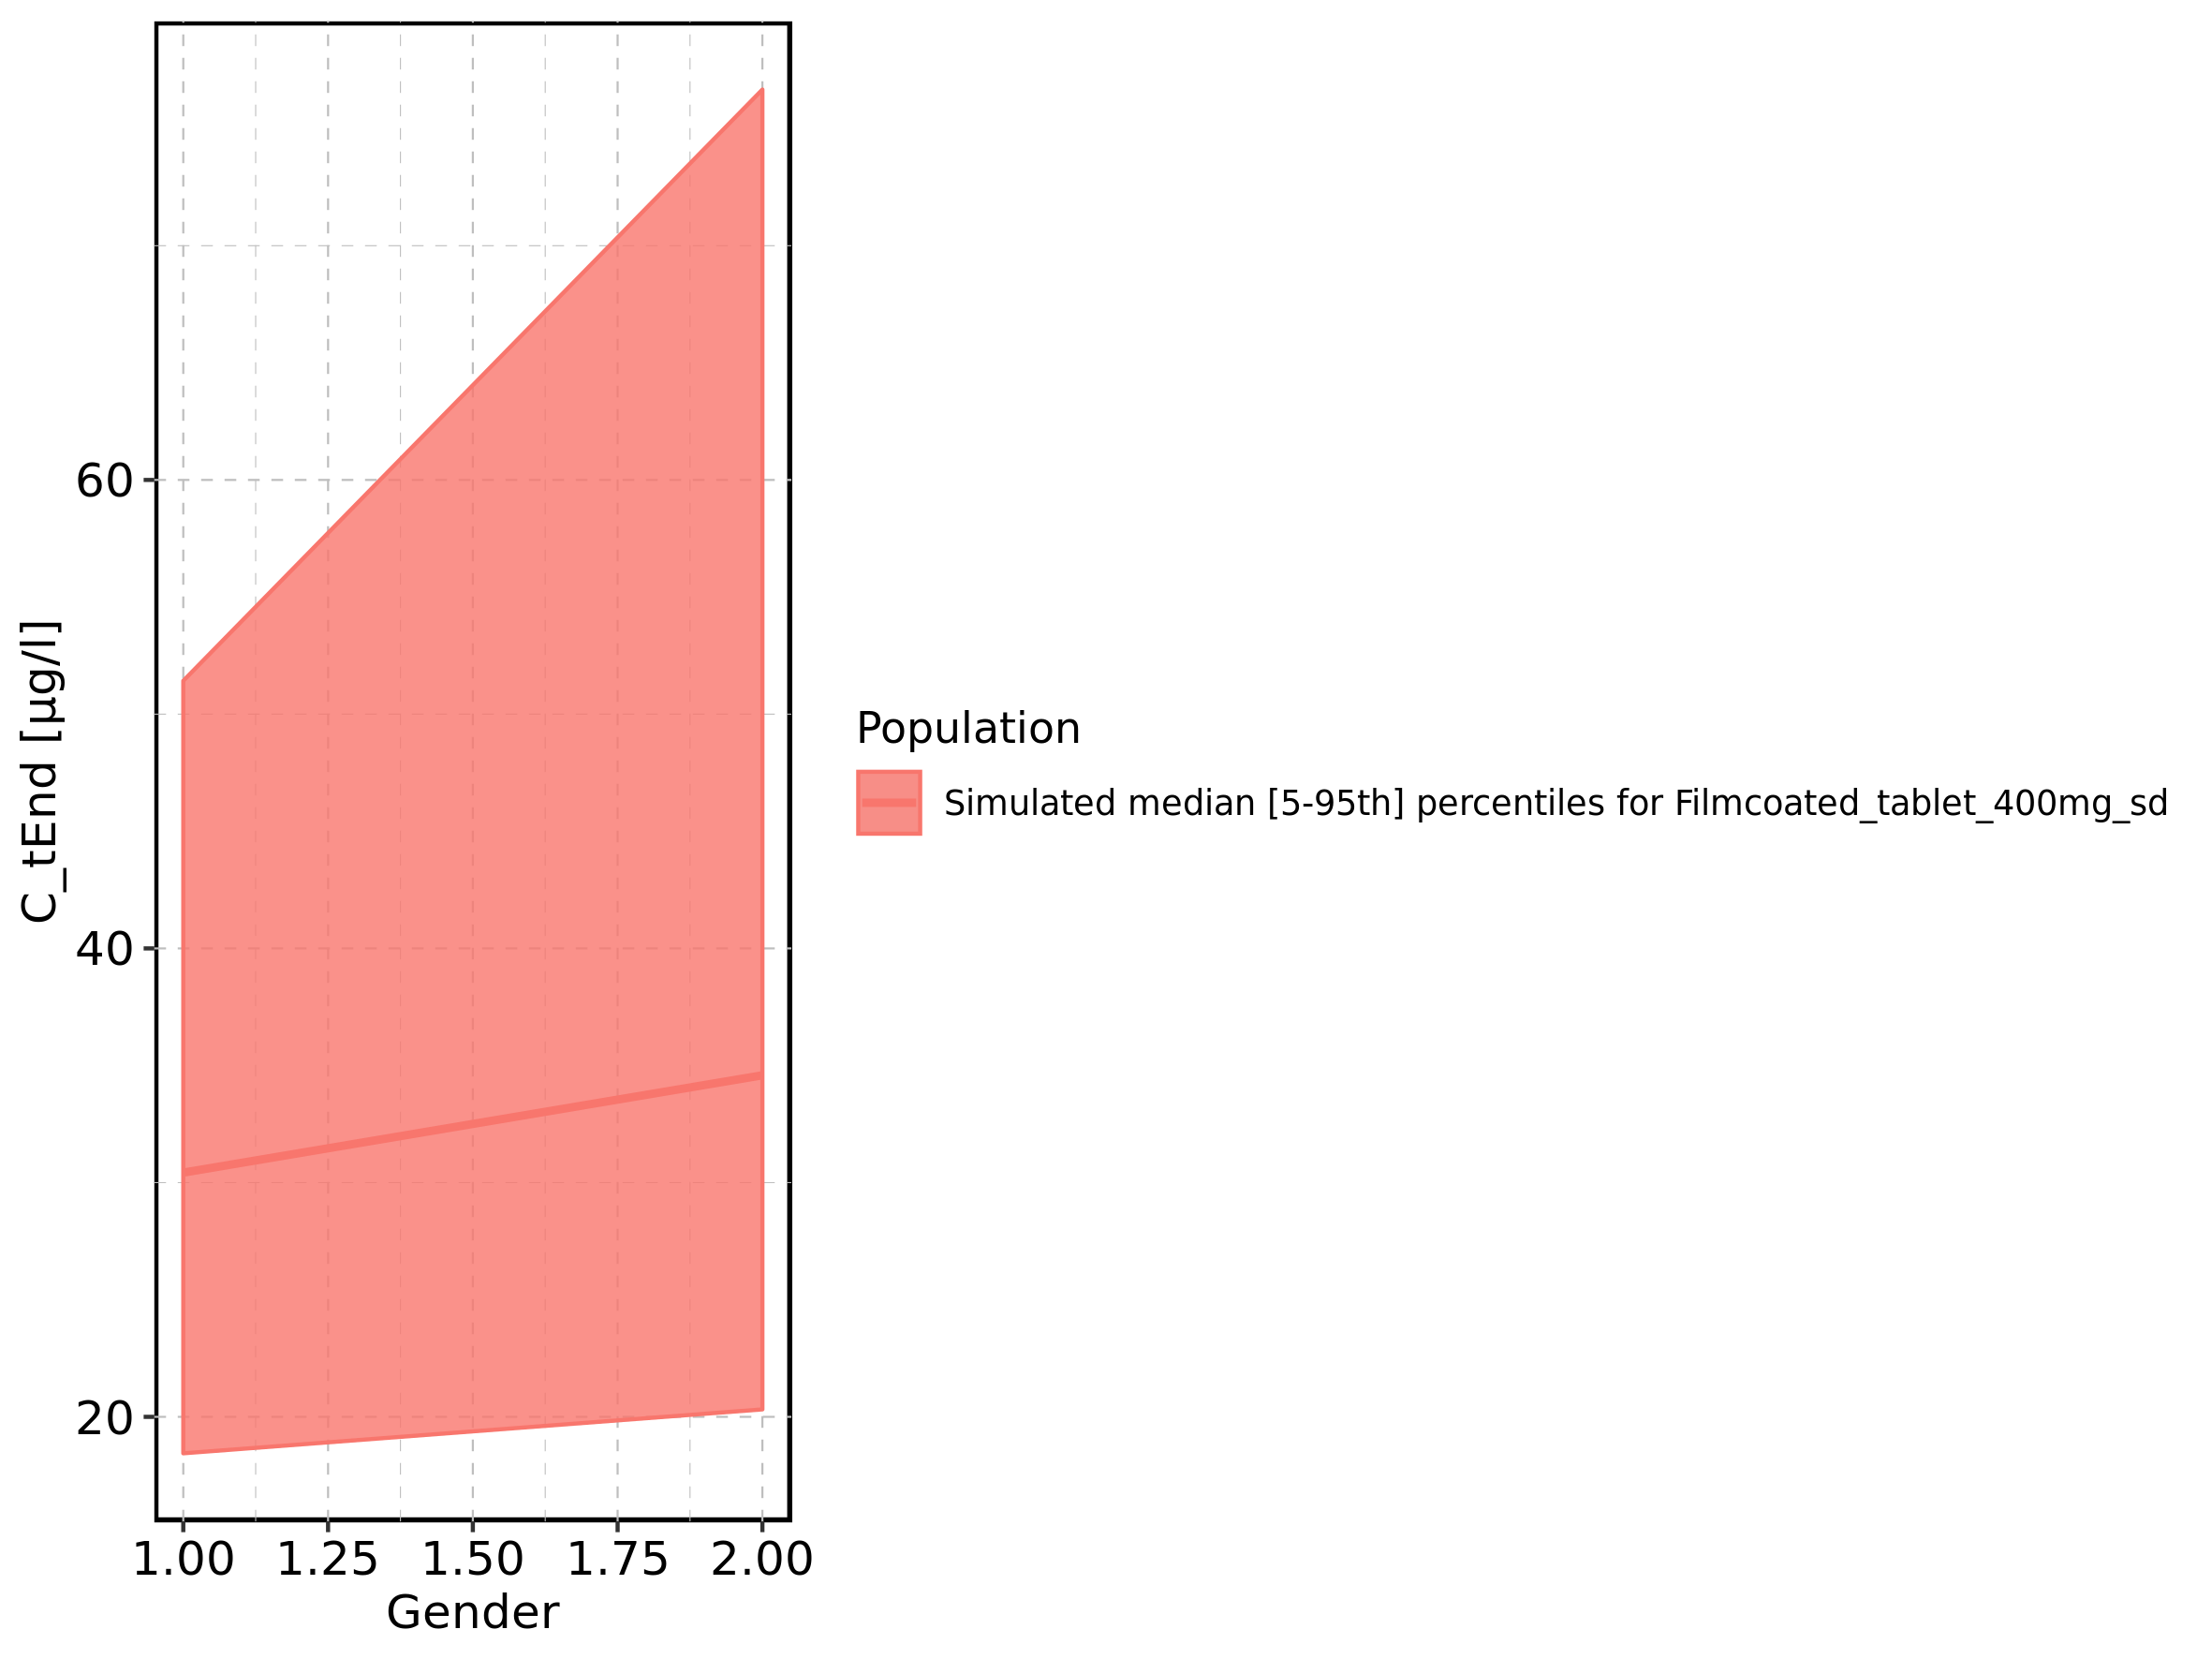 C_tEnd [µg/l]
60
40
20
1.00 1.25 1.50 1.75 2.00
Gender
Population
Simulated median [5-95th] percentiles for Filmcoated_tablet_400mg_sd